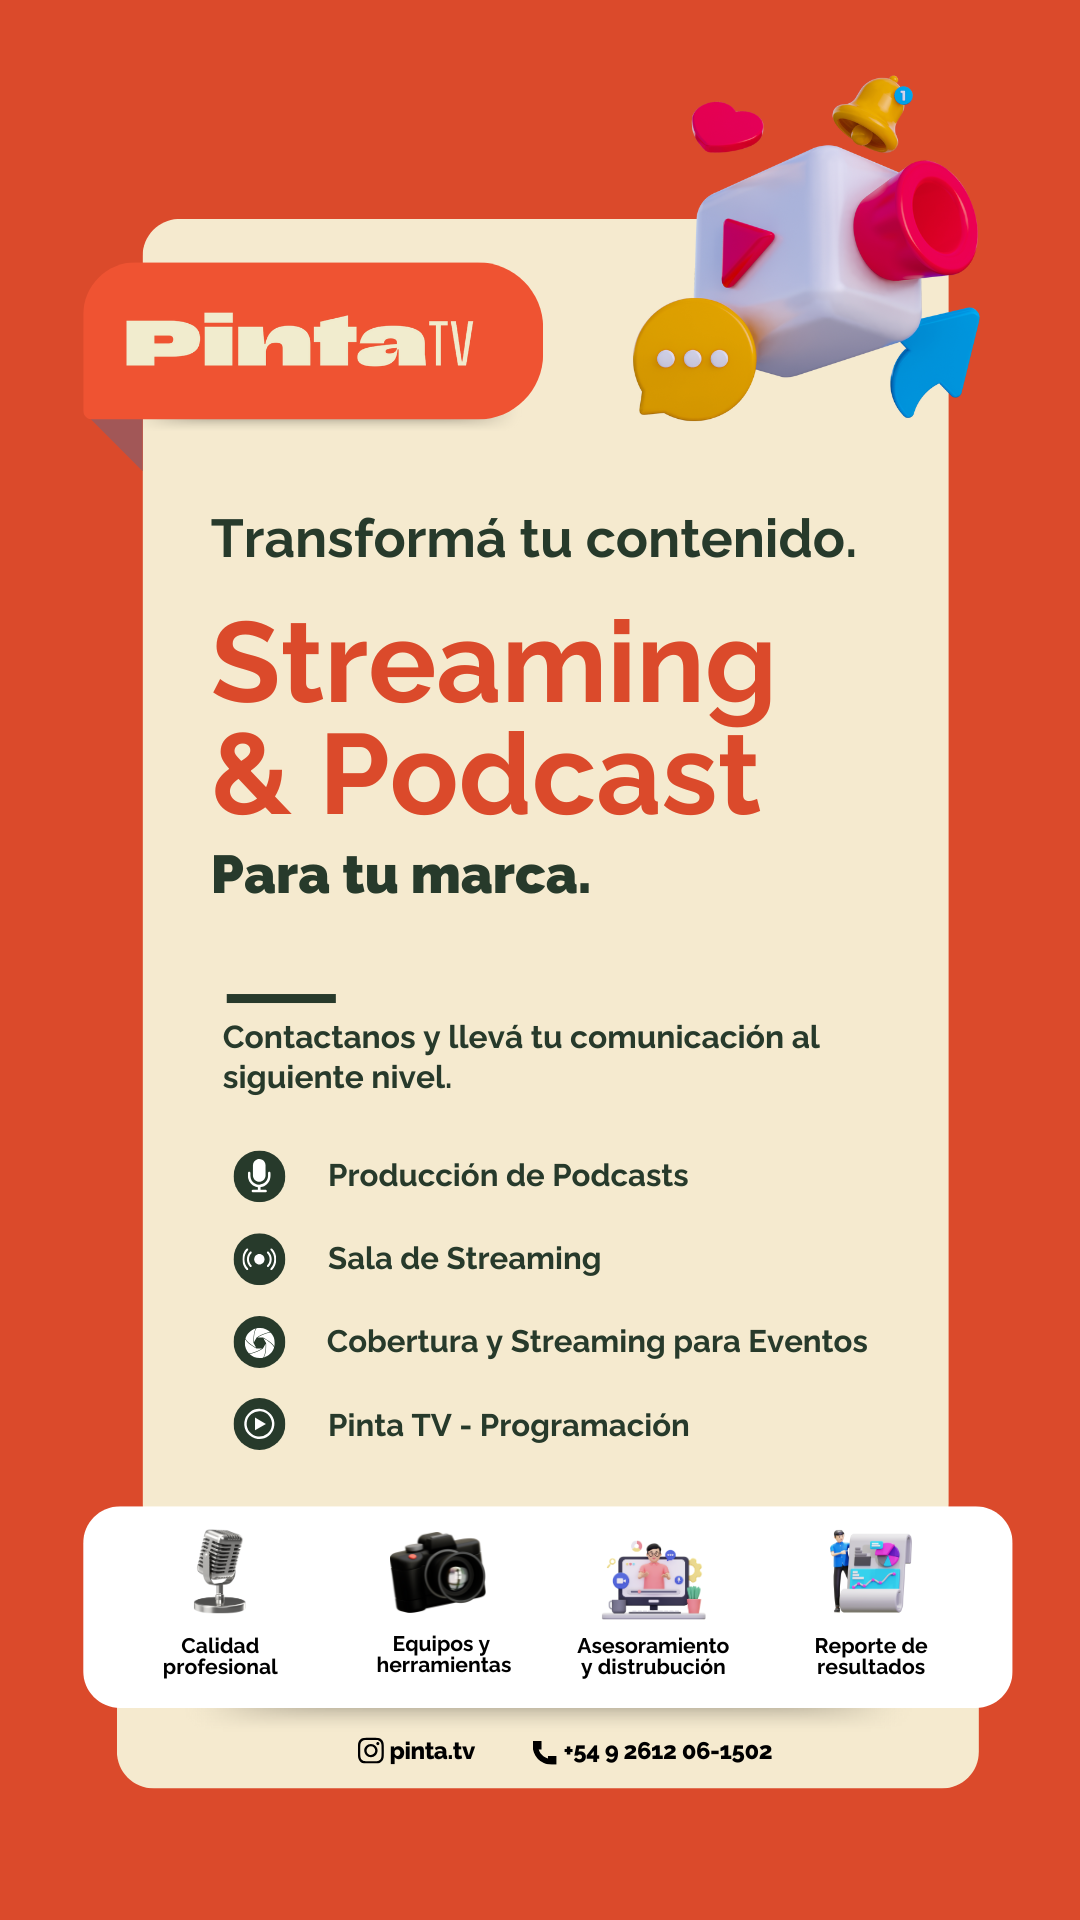 1
PintaTV
Transformá tu contenido.
Streaming
& Podcast
Para tu marca.
Contactanos y llevá tu comunicación al
siguiente nivel.
Producción de Podcasts
Sala de Streaming
Cobertura y Streaming para Eventos
Pinta TV - Programación
Calidad
profesional
Equipos y
herramientas
Asesoramiento
y distrubución
Reporte de
resultados
pinta.tv
+54 9 2612 06-1502